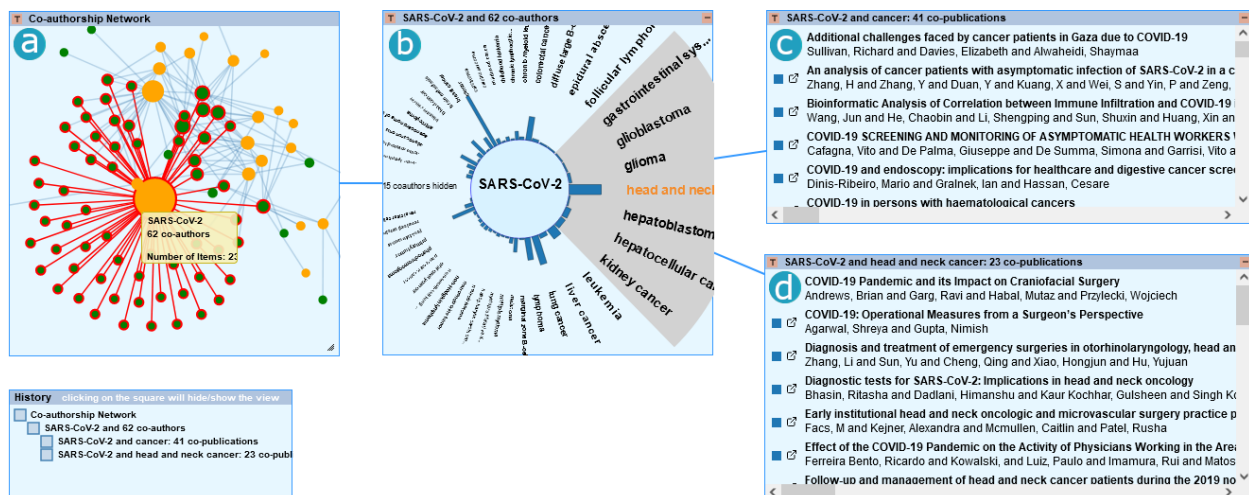 Co-authorship Network
a
SARS-CoV-2
62 co-authors
Number of Items: 23
SARS-CoV-2 and 62 co-authors
b
colorectal cancer
diffuse large B-
epidural absce
follicular lympho
gastrointestinal sys...
glioblastoma
glioma
head and neck
hepatoblastom
hepatocellular ca
kidney cancer
leukemia
liver cancer
lung cancer
lymphoma
marginal zone B-cel
15 coauthors hidden
SARS-CoV-2
SARS-CoV-2 and cancer: 41 co-publications
c
Additional challenges faced by cancer patients in Gaza due to COVID-19
Sullivan, Richard and Davies, Elizabeth and Alwaheidi, Shaymaa
An analysis of cancer patients with asymptomatic infection of SARS-CoV-2 in a c
Zhang, H and Zhang, Y and Duan, Y and Kuang, X and Wei, S and Yin, P and Zeng,
Bioinformatic Analysis of Correlation between Immune Infiltration and COVID-19 i
Wang, Jun and He, Chaobin and Li, Shengping and Sun, Shuxin and Huang, Xin an
COVID-19 SCREENING AND MONITORING OF ASYMPTOMATIC HEALTH WORKERS W
Cafagna, Vito and De Palma, Giuseppe and De Summa, Simona and Garrisi, Vito a
COVID-19 and endoscopy: implications for healthcare and digestive cancer scree
Dinis-Ribeiro, Mario and Gralnek, Ian and Hassan, Cesare
COVID-19 in persons with haematological cancers
SARS-CoV-2 and head and neck cancer: 23 co-publications
d
COVID-19 Pandemic and its Impact on Craniofacial Surgery
Andrews, Brian and Garg, Ravi and Habal, Mutaz and Przylecki, Wojciech
COVID-19: Operational Measures from a Surgeon's Perspective
Agarwal, Shreya and Gupta, Nimish
Diagnosis and treatment of emergency surgeries in otorhinolaryngology, head an
Zhang, Li and Sun, Yu and Cheng, Qing and Xiao, Hongjun and Hu, Yujuan
Diagnostic tests for SARS-CoV-2: Implications in head and neck oncology
Bhasin, Ritasha and Dadlani, Himanshu and Kaur Kochhar, Gulsheen and Singh Ko
Early institutional head and neck oncologic and microvascular surgery practice p
Facs, M and Kejner, Alexandra and Mcmullen, Caitlin and Patel, Rusha
Effect of the COVID-19 Pandemic on the Activity of Physicians Working in the Area
Ferreira Bento, Ricardo and Kowalski, and Luiz, Paulo and Imamura, Rui and Matos
Follow-up and management of head and neck cancer patients during the 2019 no
History clicking on the square will hide/show the view
Co-authorship Network
SARS-CoV-2 and 62 co-authors
SARS-CoV-2 and cancer: 41 co-publications
SARS-CoV-2 and head and neck cancer: 23 co-publ